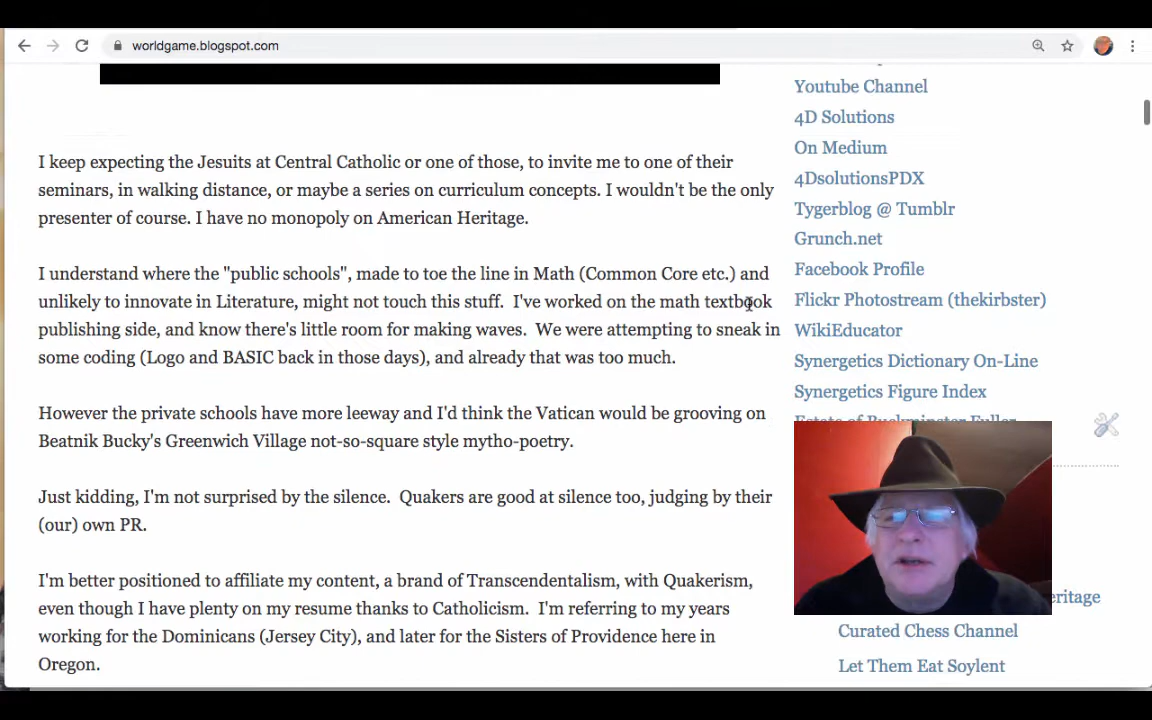 worldgame.blogspot.com
I keep expecting the Jesuits at Central Catholic or one of those, to invite me to one of their
seminars, in walking distance, or maybe a series on curriculum concepts. I wouldn't be the only
presenter of course. I have no monopoly on American Heritage.
I understand where the "public schools", made to toe the line in Math (Common Core etc.) and
unlikely to innovate in Literature, might not touch this stuff. I've worked on the math textbook
publishing side, and know there's little room for making waves. We were attempting to sneak in
some coding (Logo and BASIC back in those days), and already that was too much.
However the private schools have more leeway and I'd think the Vatican would be grooving on
Beatnik Bucky's Greenwich Village not-so-square style mytho-poetry.
Just kidding, I'm not surprised by the silence. Quakers are good at silence too, judging by their
(our) own PR.
I'm better positioned to affiliate my content, a brand of Transcendentalism, with Quakerism,
even though I have plenty on my resume thanks to Catholicism. I'm referring to my years
working for the Dominicans (Jersey City), and later for the Sisters of Providence here in
Oregon.
Youtube Channel
4D Solutions
On Medium
4DsolutionsPDX
Tygerblog @ Tumblr
Grunch.net
Facebook Profile
Flickr Photostream (thekirbster)
WikiEducator
Synergetics Dictionary On-Line
Synergetics Figure Index
Estate of Buckminster Fuller
eritage
Curated Chess Channel
Let Them Eat Soylent